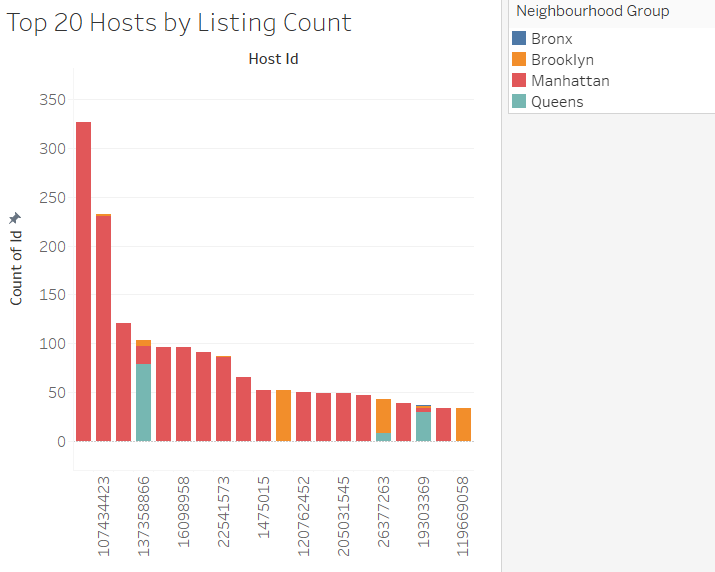 Top 20 Hosts by Listing Count
Host Id
Count of Id
350
300
250
200
150
100
50
0
107434423
137358866
16098958
22541573
1475015
120762452
205031545
26377263
19303369
119669058
Neighbourhood Group
Bronx
Brooklyn
Manhattan
Queens